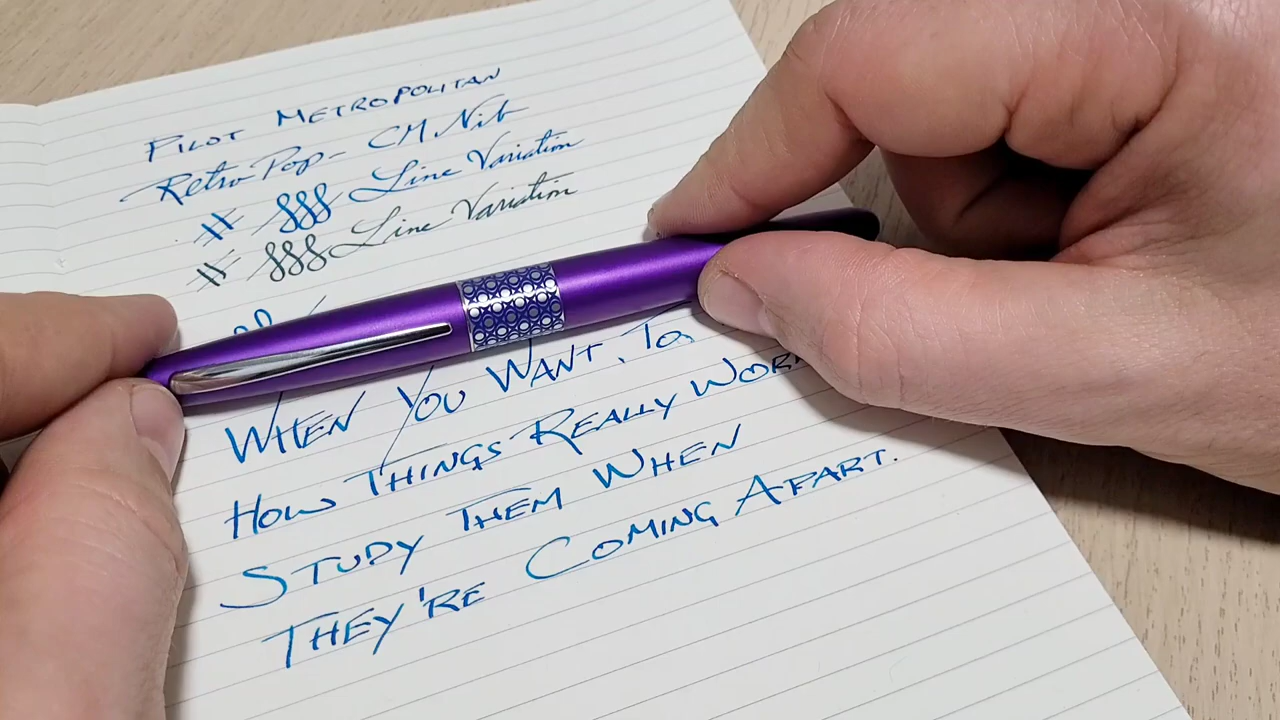 PILOT METROPOLITAN
Retro-Pop - CM Nib
Line Variation
Line Variation
WHEN YOU WANT TO
HOW THINGS REALLY WORK
STUDY THEM WHEN
THEY'RE COMING APART.